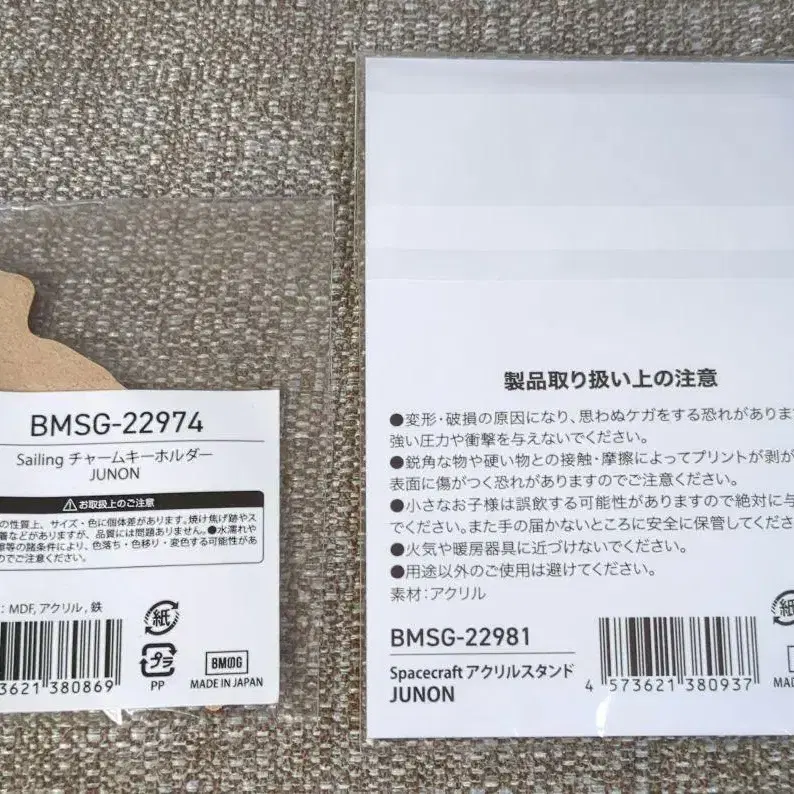 BMSG-22974
Sailing チャームキーホルダー
JUNON
お取扱上のご注意
の性質上、サイズ・色に個体差があります。焼け焦げ跡やス
着などがありますが、品質には問題ありません。●水濡れや
擦等の諸条件により、色落ち・色移り・変色する可能性があ
のでご注意ください。
: MDF, アクリル , 鉄
3621 380869
紙
プラ
PP
BMSG
MADE IN JAPAN
製品取り扱い上の注意
●変形・破損の原因になり、思わぬケガをする恐れがありま
強い圧力や衝撃を与えないでください。
●鋭角な物や硬い物との接触・摩擦によってプリントが剥が
表面に傷がつく恐れがありますのでご注意ください。
●小さなお子様は誤飲する可能性がありますので絶対に与
でください。また手の届かないところに安全に保管してくださ
●火気や暖房器具に近づけないでください。
●用途以外のご使用は避けてください。
素材：アクリル
BMSG-22981
Spacecraft アクリルスタンド
JUNON
4 573621 380937
紙
MAD